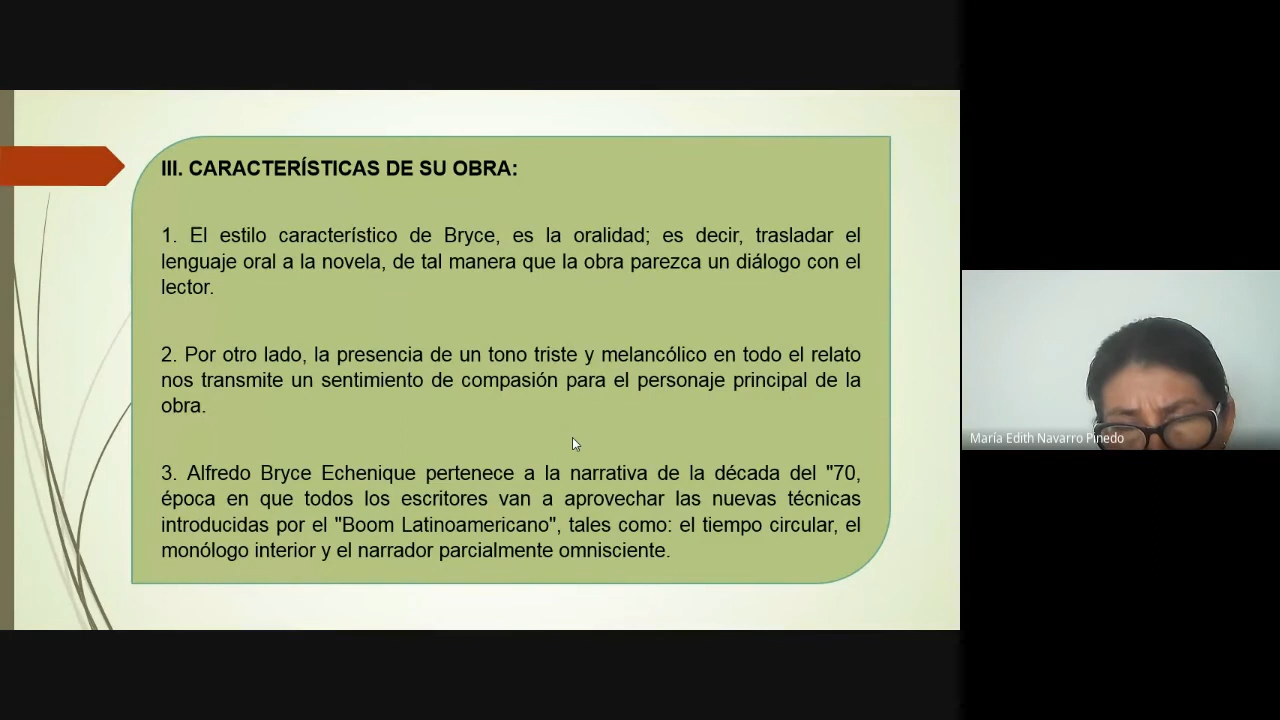 III. CARACTERÍSTICAS DE SU OBRA:
1. El estilo característico de Bryce, es la oralidad; es decir, trasladar el
lenguaje oral a la novela, de tal manera que la obra parezca un diálogo con el
lector.
2. Por otro lado, la presencia de un tono triste y melancólico en todo el relato
nos transmite un sentimiento de compasión para el personaje principal de la
obra.
3. Alfredo Bryce Echenique pertenece a la narrativa de la década del "70,
época en que todos los escritores van a aprovechar las nuevas técnicas
introducidas por el "Boom Latinoamericano", tales como: el tiempo circular, el
monólogo interior y el narrador parcialmente omnisciente.
María Edith Navarro Pinedo